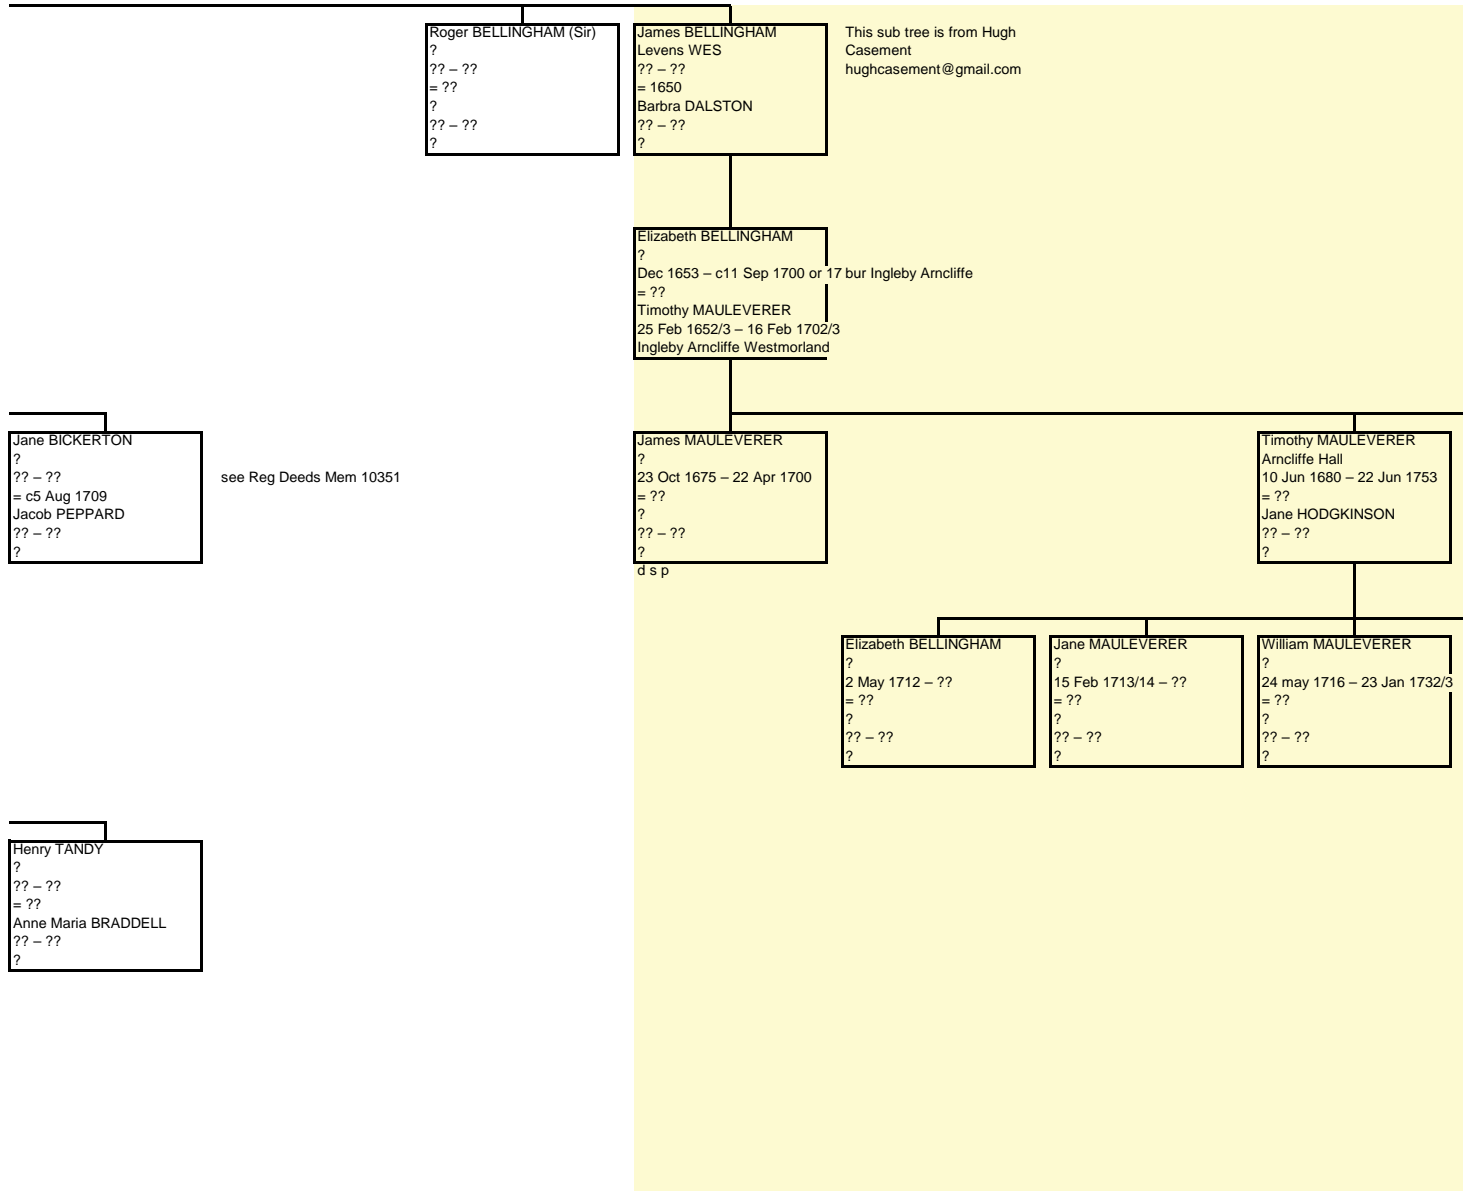 Roger BELLINGHAM (Sir)
?
?? – ??
= ??
?
?? – ??
?
James BELLINGHAM
Levens WES
?? – ??
= 1650
Barbra DALSTON
?? – ??
?
This sub tree is from Hugh
Casement
hughcasement@gmail.com
Elizabeth BELLINGHAM
?
Dec 1653 – c11 Sep 1700 or 17 bur Ingleby Arncliffe
= ??
Timothy MAULEVERER
25 Feb 1652/3 – 16 Feb 1702/3
Ingleby Arncliffe Westmorland
Jane BICKERTON
?
?? – ??
= c5 Aug 1709
Jacob PEPPARD
?? – ??
?
see Reg Deeds Mem 10351
James MAULEVERER
?
23 Oct 1675 – 22 Apr 1700
= ??
?
?? – ??
?
d s p
Timothy MAULEVERER
Arncliffe Hall
10 Jun 1680 – 22 Jun 1753
= ??
Jane HODGKINSON
?? – ??
?
Elizabeth BELLINGHAM
?
2 May 1712 – ??
= ??
?
?? – ??
?
Jane MAULEVERER
?
15 Feb 1713/14 – ??
= ??
?
?? – ??
?
William MAULEVERER
?
24 may 1716 – 23 Jan 1732/3
= ??
?
?? – ??
?
Henry TANDY
?
?? – ??
= ??
Anne Maria BRADDELL
?? – ??
?